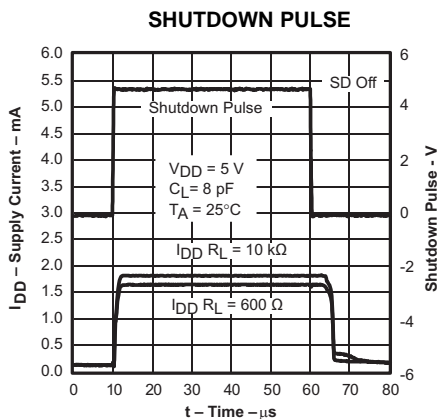 SHUTDOWN PULSE
6.0
5.5
5.0
4.5
4.0
3.5
3.0
2.5
2.0
1.5
1.0
0.5
0.0
IDD – Supply Current – mA
SD Off
Shutdown Pulse
VDD = 5 V
CL= 8 pF
TA = 25°C
IDD RL = 10 kΩ
IDD RL = 600 Ω
6
4
2
0
-2
-4
-6
Shutdown Pulse - V
0 10 20 30 40 50 60 70 80
t – Time – μs